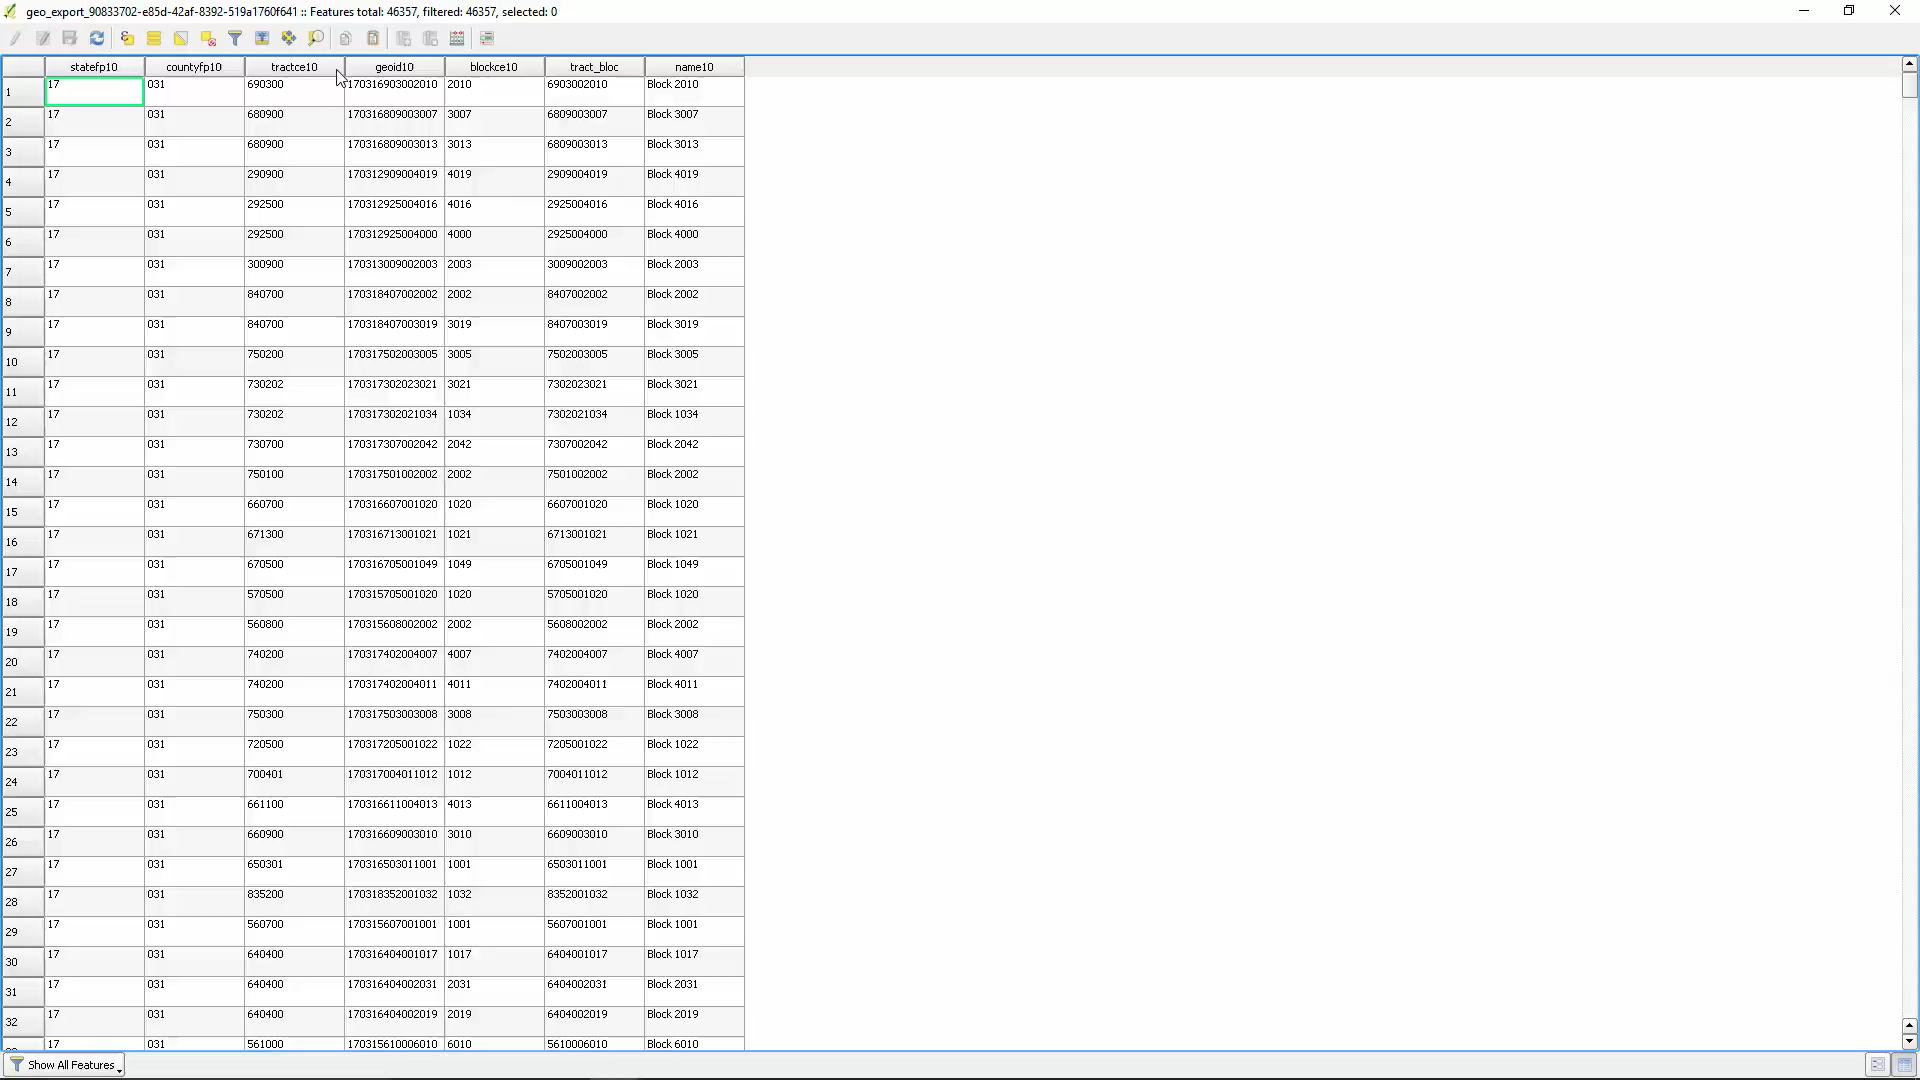 geo_export_90833702-e85d-42af-8392-519a1760f641 :: Features total: 46357, filtered: 46357, selected: 0
statefp10 countyfp10 tractce10 geoid10 blockce10 tract_bloc name10
1 17 031 690300 170316903002010 2010 6903002010 Block 2010
2 17 031 680900 170316809003007 3007 6809003007 Block 3007
3 17 031 680900 170316809003013 3013 6809003013 Block 3013
4 17 031 290900 170312909004019 4019 2909004019 Block 4019
5 17 031 292500 170312925004016 4016 2925004016 Block 4016
6 17 031 292500 170312925004000 4000 2925004000 Block 4000
7 17 031 300900 170313009002003 2003 3009002003 Block 2003
8 17 031 840700 170318407002002 2002 8407002002 Block 2002
9 17 031 840700 170318407003019 3019 8407003019 Block 3019
10 17 031 750200 170317502003005 3005 7502003005 Block 3005
11 17 031 730202 170317302023021 3021 7302023021 Block 3021
12 17 031 730202 170317302021034 1034 7302021034 Block 1034
13 17 031 730700 170317307002042 2042 7307002042 Block 2042
14 17 031 750100 170317501002002 2002 7501002002 Block 2002
15 17 031 660700 170316607001020 1020 6607001020 Block 1020
16 17 031 671300 170316713001021 1021 6713001021 Block 1021
17 17 031 670500 170316705001049 1049 6705001049 Block 1049
18 17 031 570500 170315705001020 1020 5705001020 Block 1020
19 17 031 560800 170315608002002 2002 5608002002 Block 2002
20 17 031 740200 170317402004007 4007 7402004007 Block 4007
21 17 031 740200 170317402004011 4011 7402004011 Block 4011
22 17 031 750300 170317503003008 3008 7503003008 Block 3008
23 17 031 720500 170317205001022 1022 7205001022 Block 1022
24 17 031 700401 170317004011012 1012 7004011012 Block 1012
25 17 031 661100 170316611004013 4013 6611004013 Block 4013
26 17 031 660900 170316609003010 3010 6609003010 Block 3010
27 17 031 650301 170316503011001 1001 6503011001 Block 1001
28 17 031 835200 170318352001032 1032 8352001032 Block 1032
29 17 031 560700 170315607001001 1001 5607001001 Block 1001
30 17 031 640400 170316404001017 1017 6404001017 Block 1017
31 17 031 640400 170316404002031 2031 6404002031 Block 2031
32 17 031 640400 170316404002019 2019 6404002019 Block 2019
17 031 561000 170315610006010 6010 5610006010 Block 6010
Show All Features